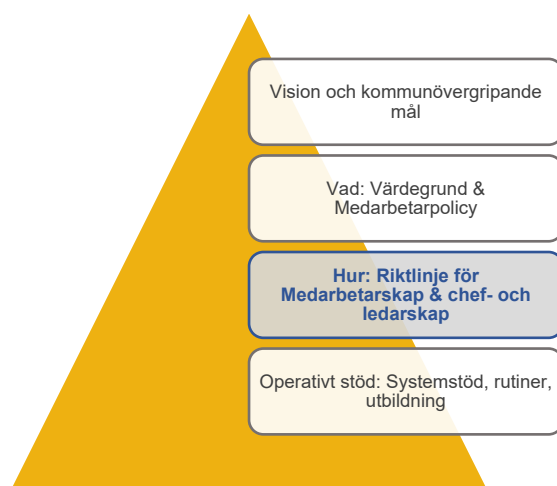 Vision och kommunövergripande
mål
Vad: Värdegrund &
Medarbetarpolicy
Hur: Riktlinje för
Medarbetarskap & chef- och
ledarskap
Operativt stöd: Systemstöd, rutiner,
utbildning